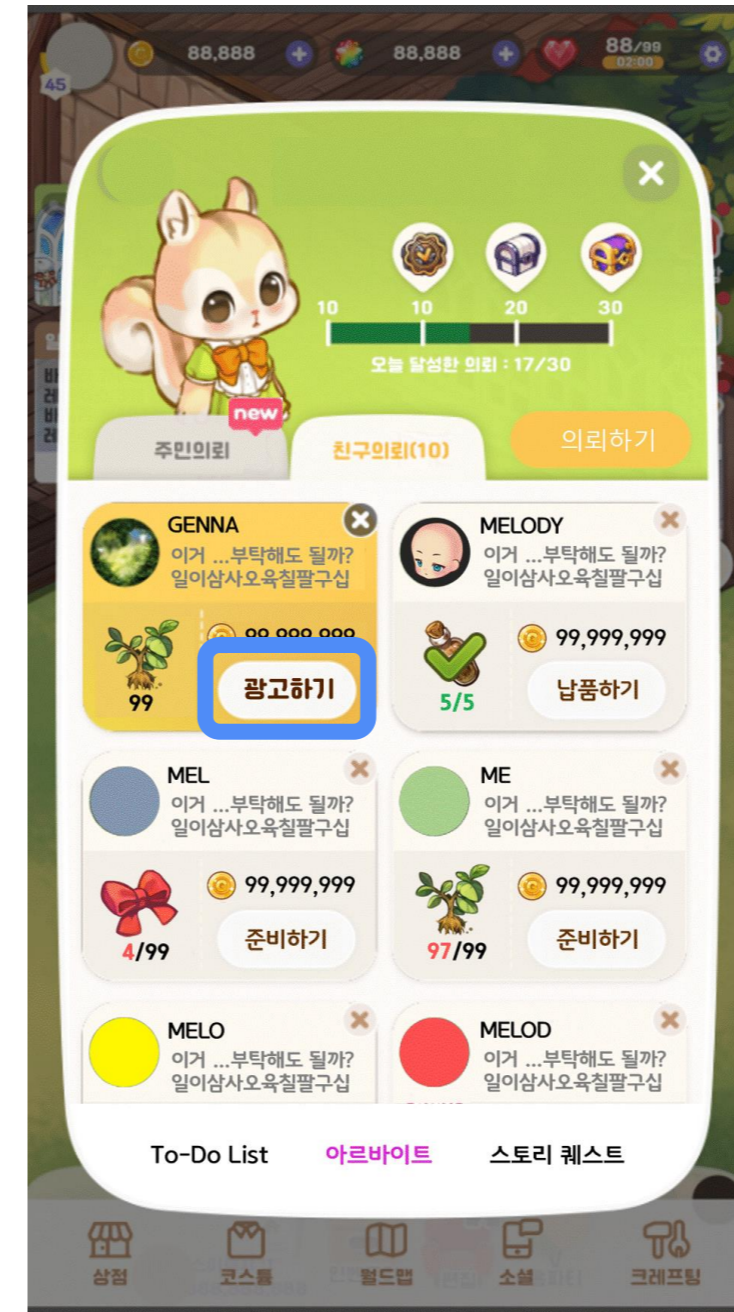 45
88,888
88,888
88/99
02:00
10 10 20 30
오늘 달성한 의뢰 : 17/30
new
주민의뢰
친구의뢰(10)
의뢰하기
GENNA
이거 ...부탁해도 될까?
일이삼사오육칠팔구십
99,999,999
99
광고하기
MELODY
이거 ...부탁해도 될까?
일이삼사오육칠팔구십
99,999,999
5/5
납품하기
MEL
이거 ...부탁해도 될까?
일이삼사오육칠팔구십
99,999,999
4/99
준비하기
ME
이거 ...부탁해도 될까?
일이삼사오육칠팔구십
99,999,999
97/99
준비하기
MELO
이거 ...부탁해도 될까?
일이삼사오육칠팔구십
MELOD
이거 ...부탁해도 될까?
일이삼사오육칠팔구십
To-Do List
아르바이트
스토리 퀘스트
상점
코스튬
월드맵
소셜
크레프팅